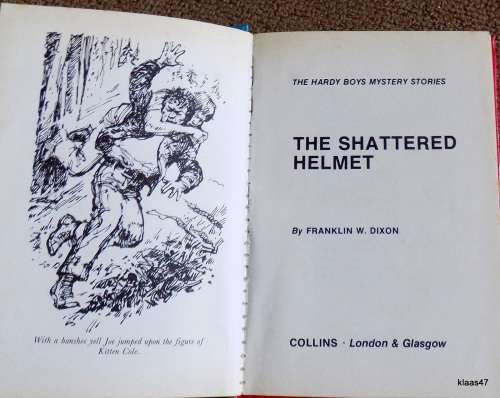 With a banshee yell Joe jumped upon the figure of
Kitten Cole.
THE HARDY BOYS MYSTERY STORIES
THE SHATTERED
HELMET
By FRANKLIN W. DIXON
COLLINS · London & Glasgow
klaas47